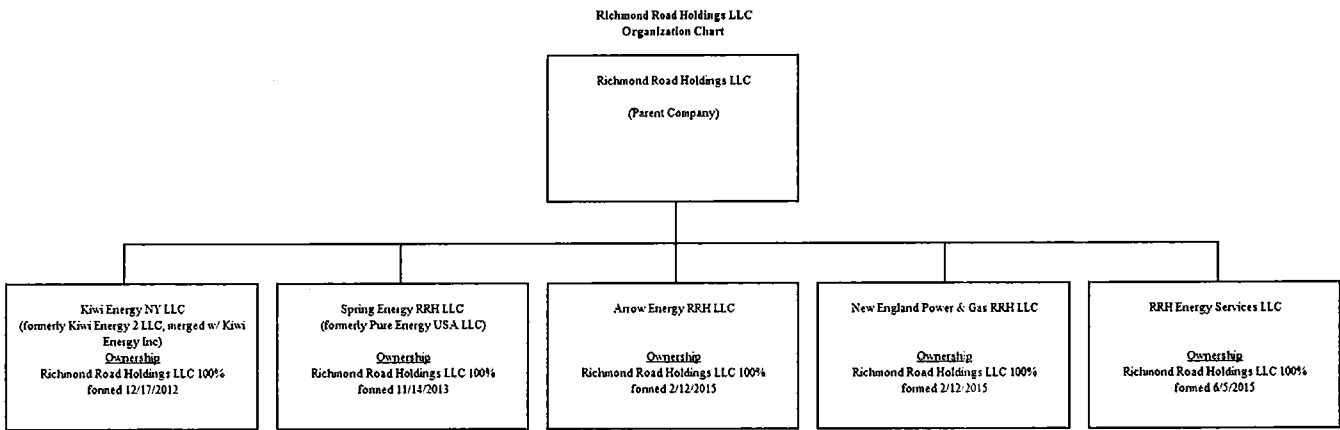 Richmond Road Holdings LLC
Organization Chart
Richmond Road Holdings LLC
(Parent Company)
Kiwi Energy NY LLC
(formerly Kiwi Energy 2 LLC, merged w/ Kiwi
Energy Inc)
Ownership
Richmond Road Holdings LLC 100%
formed 12/17/2012
Spring Energy RRH LLC
(formerly Pure Energy USA LLC)
Ownership
Richmond Road Holdings LLC 100%
formed 11/14/2013
Arrow Energy RRH LLC
Ownership
Richmond Road Holdings LLC 100%
formed 2/12/2015
New England Power & Gas RRH LLC
Ownership
Richmond Road Holdings LLC 100%
formed 2/12/2015
RRH Energy Services LLC
Ownership
Richmond Road Holdings LLC 100%
formed 6/5/2015